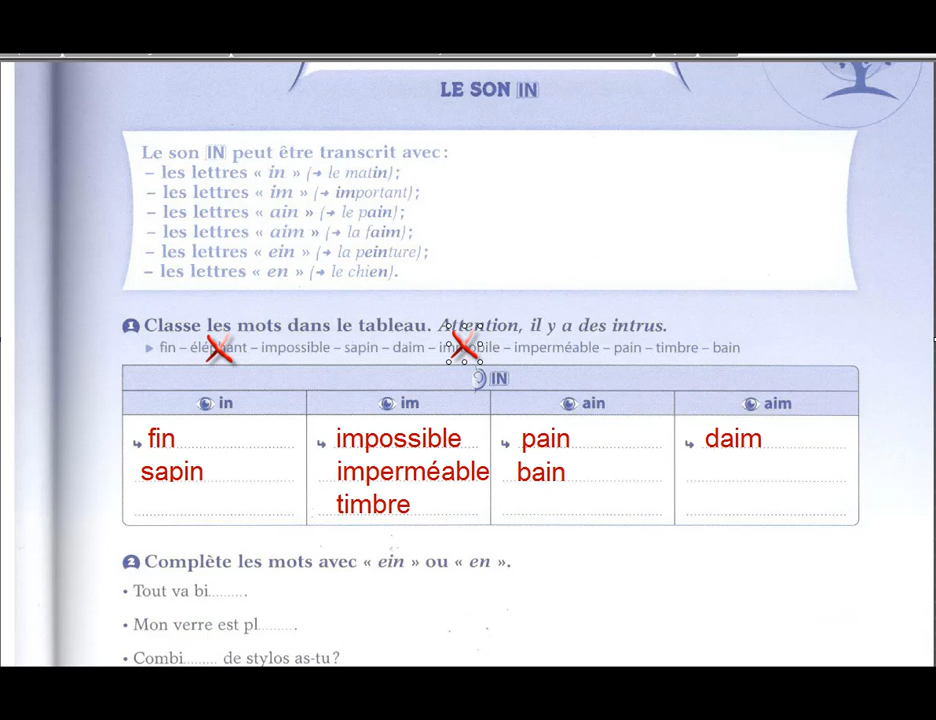 LE SON IN
Le son IN peut être transcrit avec :
– les lettres « in » (➜ le matin) ;
– les lettres « im » (➜ important) ;
– les lettres « ain » (➜ le pain) ;
– les lettres « aim » (➜ la faim) ;
– les lettres « ein » (➜ la peinture) ;
– les lettres « en » (➜ le chien).
1 Classe les mots dans le tableau. Attention, il y a des intrus.
fin – éléphant – impossible – sapin – daim – immobile – imperméable – pain – timbre – bain
IN
in im ain aim
fin impossible pain daim
sapin imperméable bain
timbre
2 Complète les mots avec « ein » ou « en ».
• Tout va bi......... .
• Mon verre est pl......... .
• Combi......... de stylos as-tu ?